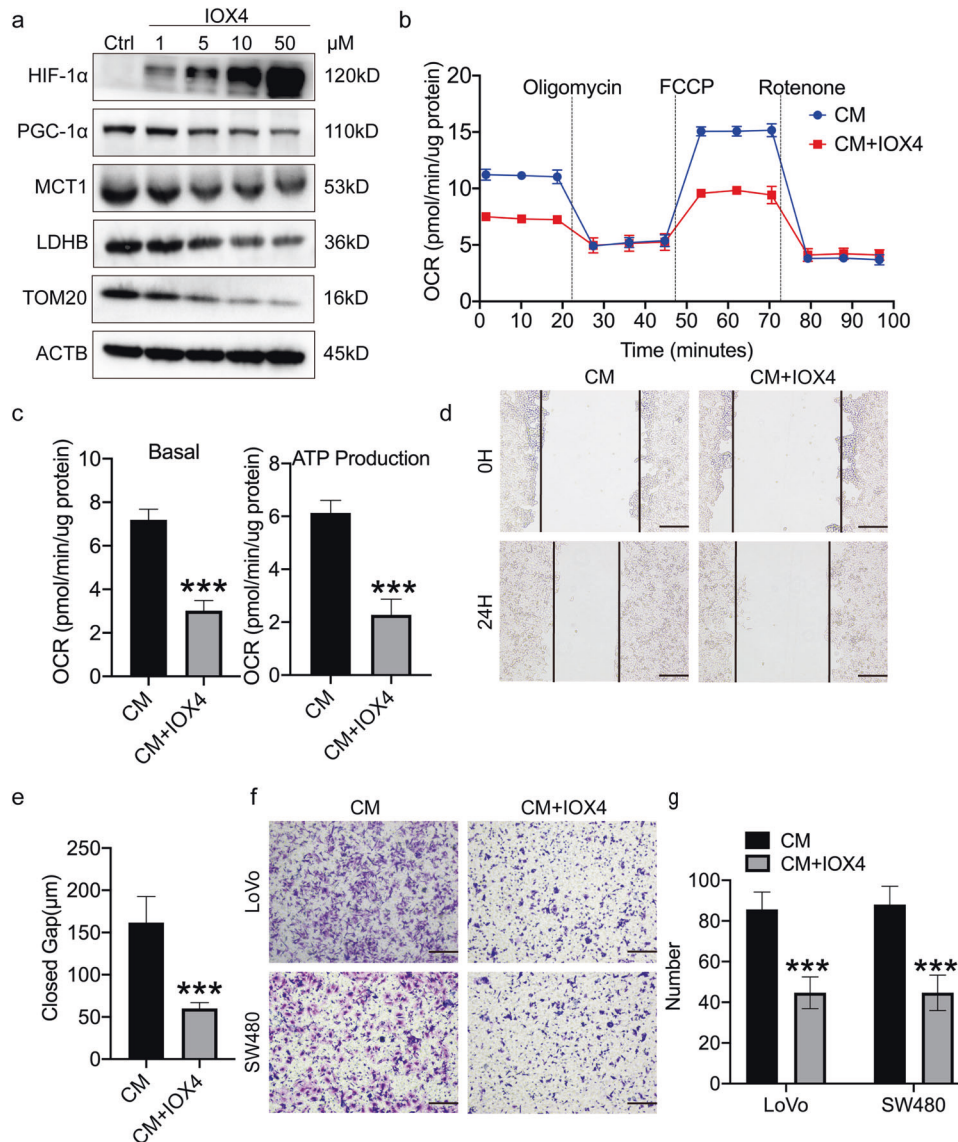 a
IOX4
Ctrl 1 5 10 50 μM
HIF-1α 120kD
PGC-1α 110kD
MCT1 53kD
LDHB 36kD
TOM20 16kD
ACTB 45kD
b
OCR (pmol/min/ug protein)
20
15
10
5
0
Oligomycin FCCP Rotenone
CM
CM+IOX4
0 10 20 30 40 50 60 70 80 90 100
Time (minutes)
c
Basal
OCR (pmol/min/ug protein)
10
8
6
4
2
0
***
CM
CM+IOX4
ATP Production
OCR (pmol/min/ug protein)
8
6
4
2
0
***
CM
CM+IOX4
d
CM CM+IOX4
0H
24H
e
Closed Gap(μm)
250
200
150
100
50
0
***
CM
CM+IOX4
f
CM CM+IOX4
LoVo
SW480
g
CM
CM+IOX4
Number
100
80
60
40
20
0
*** ***
LoVo SW480